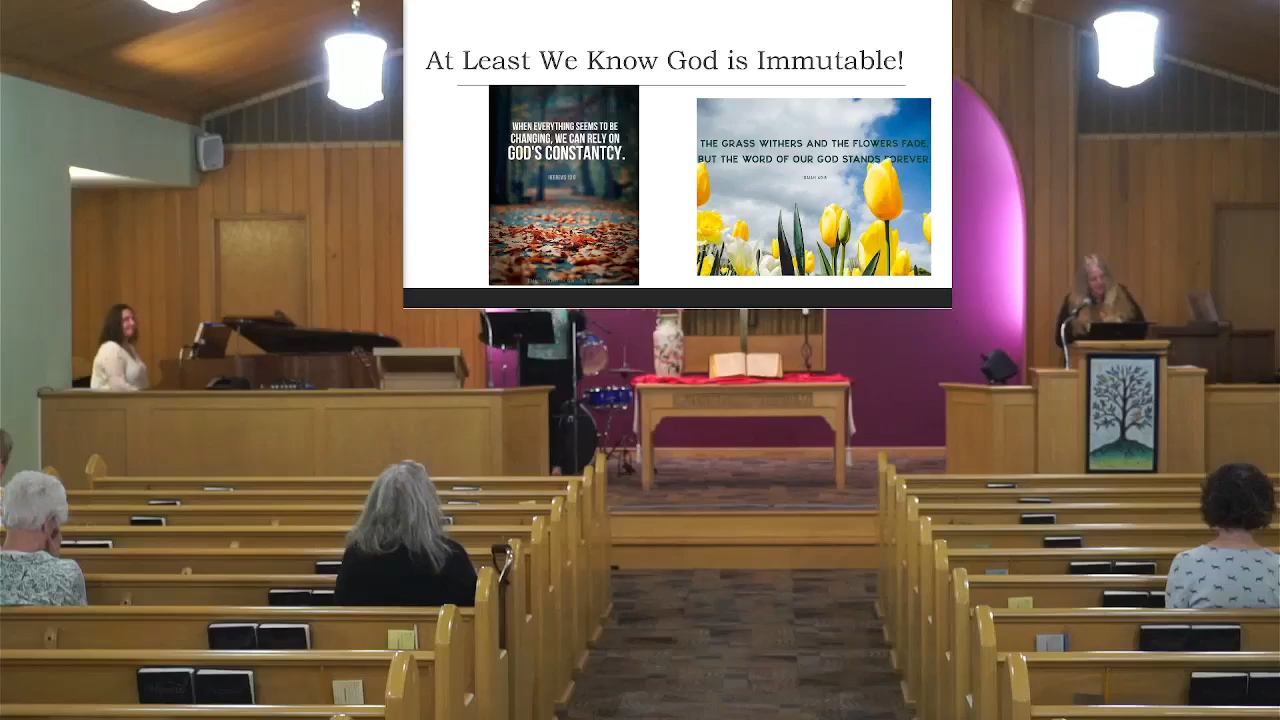 At Least We Know God is Immutable!
WHEN EVERYTHING SEEMS TO BE
CHANGING, WE CAN RELY ON
GOD'S CONSTANCY.
THE GRASS WITHERS AND THE FLOWERS FADE,
BUT THE WORD OF OUR GOD STANDS FOREVER